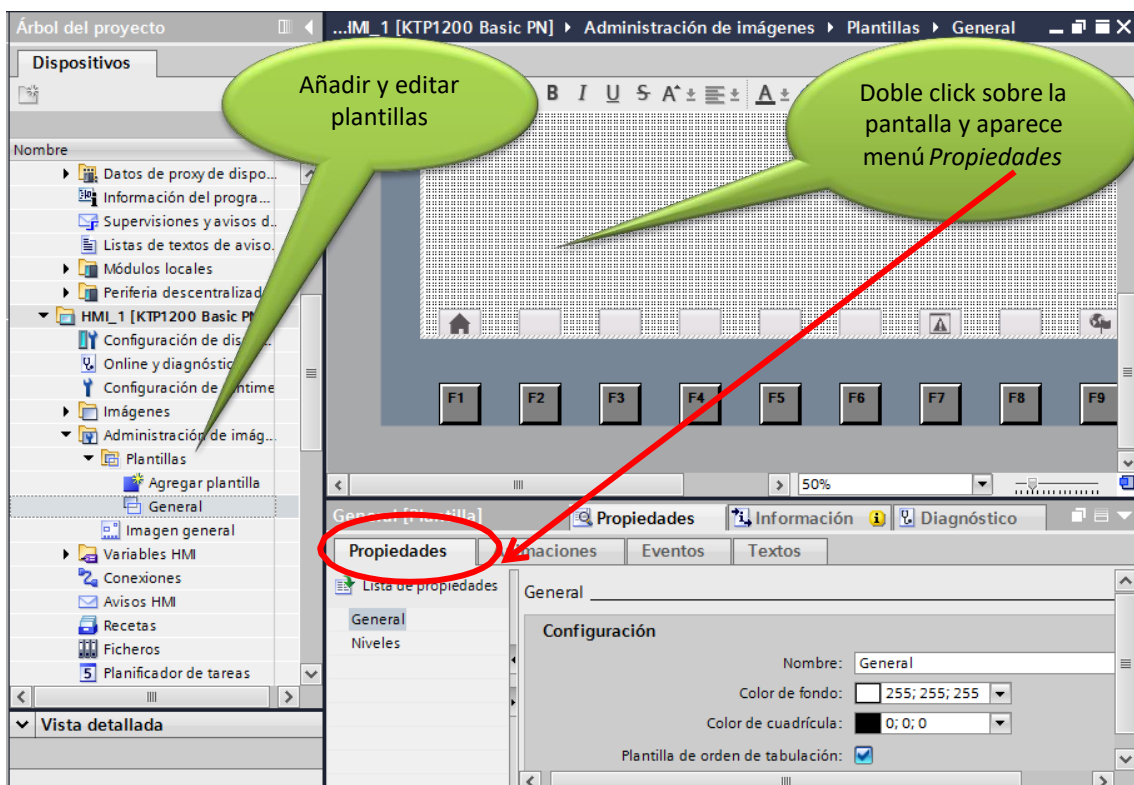 Árbol del proyecto
...IMI_1 [KTP1200 Basic PN] Administración de imágenes Plantillas General
Dispositivos
Añadir y editar
plantillas
B I U S A A
Doble click sobre la
pantalla y aparece
menú Propiedades
Nombre
Datos de proxy de dispo...
Información del progra...
Supervisiones y avisos d..
Listas de textos de aviso.
Módulos locales
Periferia descentralizad
HMI_1 [KTP1200 Basic
Configuración de
Online y
Configuración de
Imágenes
Administración de imág...
Plantillas
Agregar plantilla
General
Imagen general
Variables HMI
Conexiones
Avisos HMI
Recetas
Ficheros
5 Planificador de tareas
Vista detallada
F1 F2 F3 F4 F5 F6 F7 F8 F9
50%
General [Plantilla]
Propiedades Información Diagnóstico
Propiedades Eventos Textos
Lista de propiedades
General
Niveles
General
Configuración
Nombre: General
Color de fondo: 255; 255; 255
Color de cuadrícula: 0; 0; 0
Plantilla de orden de tabulación: